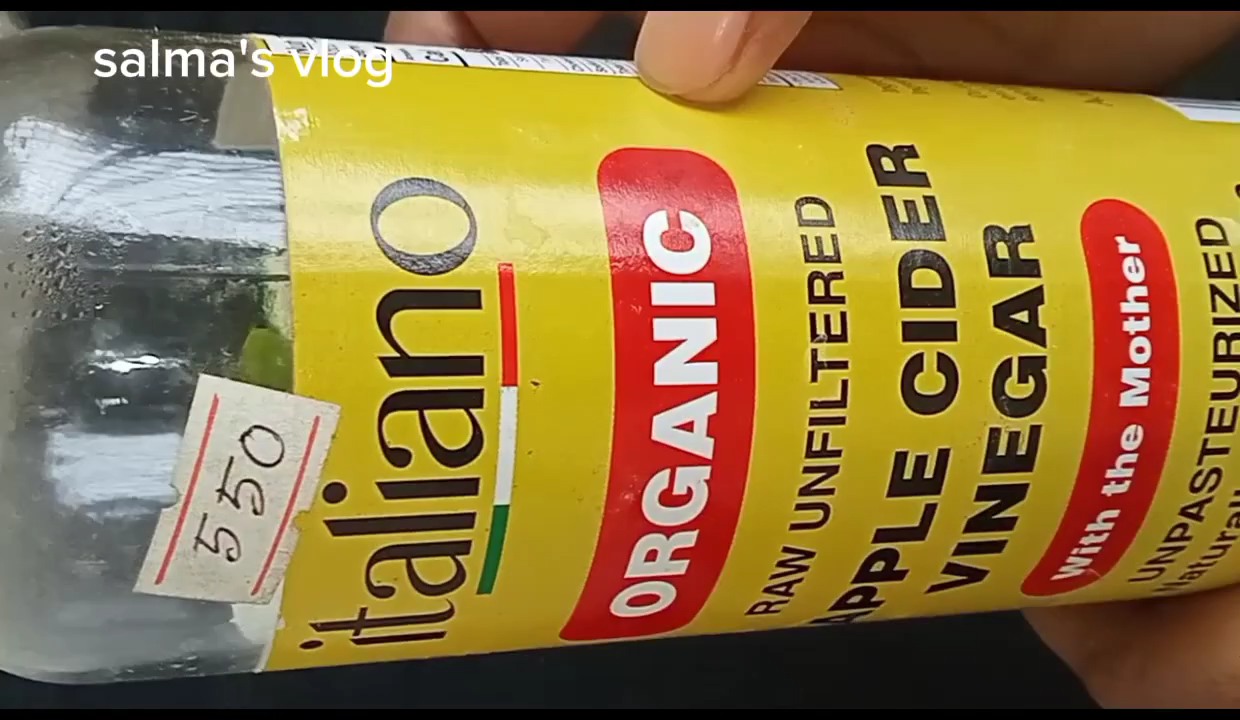 salma's vlog
italiano
ORGANIC
RAW UNFILTERED
APPLE CIDER
VINEGAR
With the Mother
UNPASTEURIZED
550